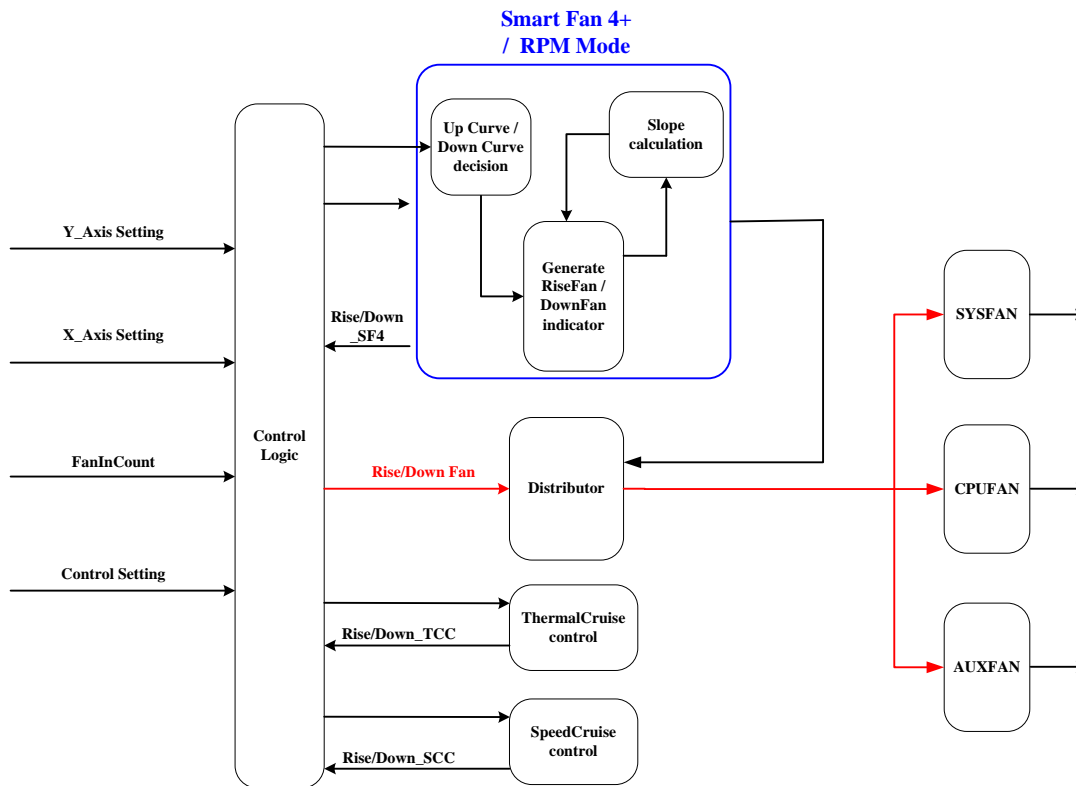 Smart Fan 4+
/ RPM Mode
Up Curve /
Down Curve
decision
Slope
calculation
Y_Axis Setting
Generate
RiseFan /
DownFan
indicator
Rise/Down
_SF4
X_Axis Setting
SYSFAN
Control
Logic
FanInCount
Rise/Down Fan
Distributor
CPUFAN
Control Setting
ThermalCruise
control
Rise/Down_TCC
AUXFAN
SpeedCruise
control
Rise/Down_SCC